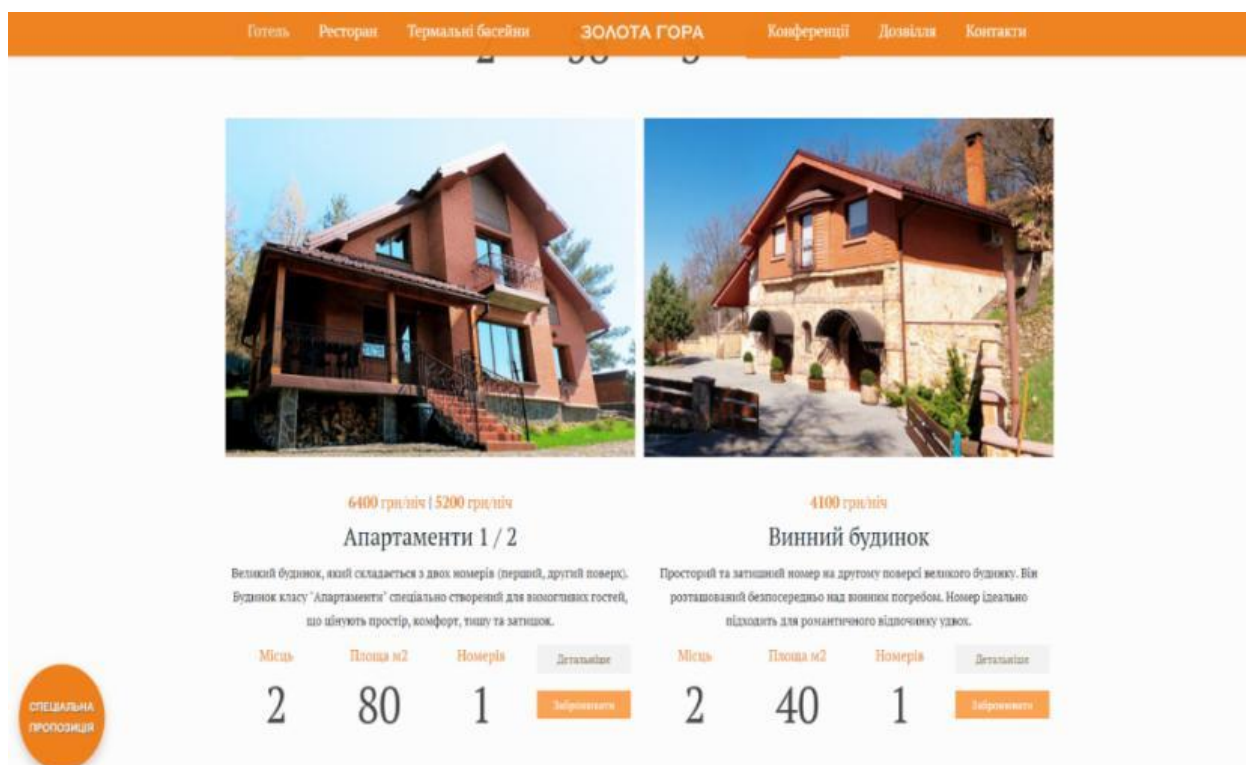 Готель Ресторан Термальні басейни ЗОЛОТА ГОРА Конференції Дозвілля Контакти
6400 грн/ніч | 5200 грн/ніч
Апартаменти 1 / 2
Великий будинок, який складається з двох номерів (перший, другий поверх).
Будинок класу "Апартаменти" спеціально створений для вимогливих гостей,
що цінують простір, комфорт, тишу та затишок.
Місць Площа м2 Номерів Детальніше
2 80 1 Забронювати
4100 грн/ніч
Винний будинок
Просторий та затишний номер на другому поверсі великого будинку. Він
розташований безпосередньо над винним погребом. Номер ідеально
підходить для романтичного відпочинку удвох.
Місць Площа м2 Номерів Детальніше
2 40 1 Забронювати
СПЕЦІАЛЬНА
ПРОПОЗИЦІЯ